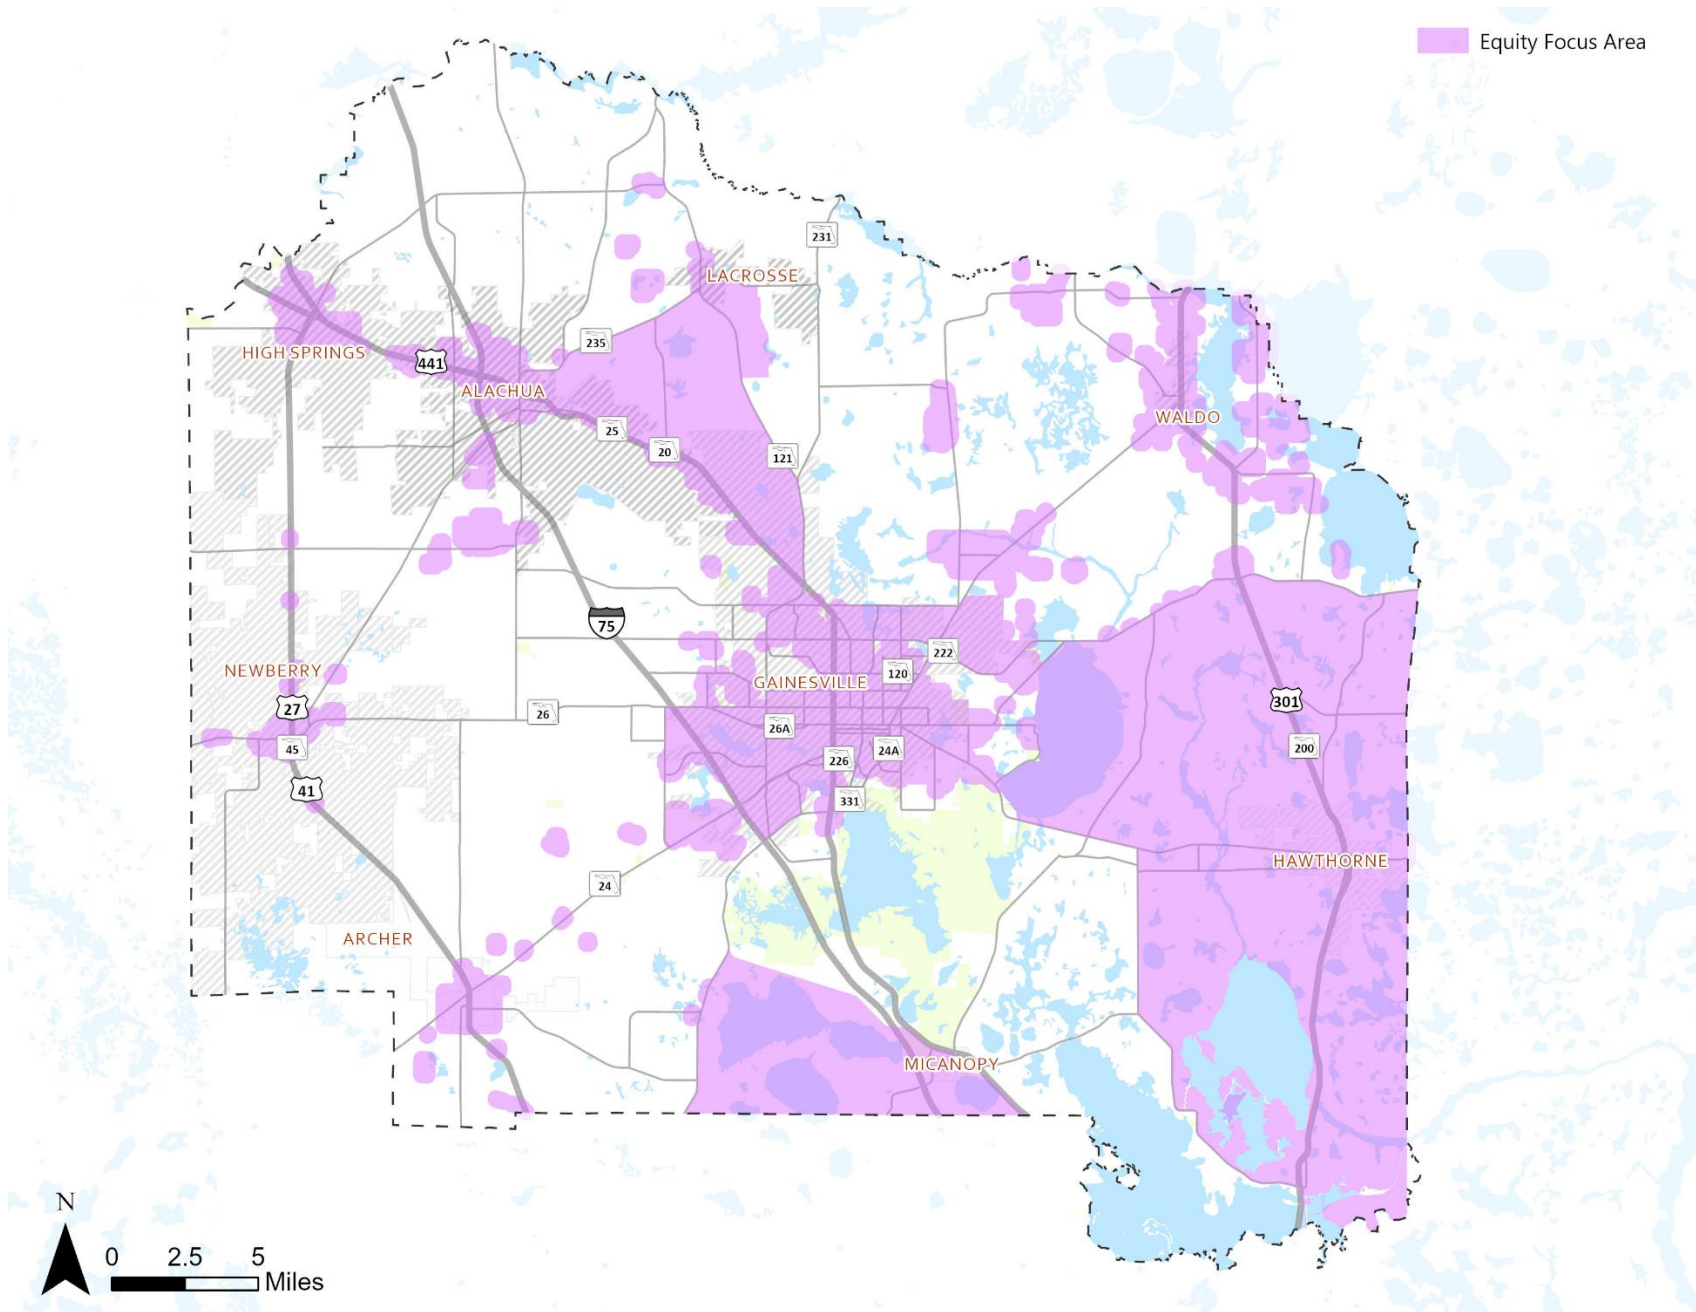 Equity Focus Area
231
LACROSSE
235
HIGH SPRINGS
441
ALACHUA
WALDO
25
20
121
75
222
NEWBERRY
120
GAINESVILLE
27
301
26
26A
45
226
24A
200
41
331
HAWTHORNE
24
ARCHER
MICANOPY
N
0 2.5 5
Miles